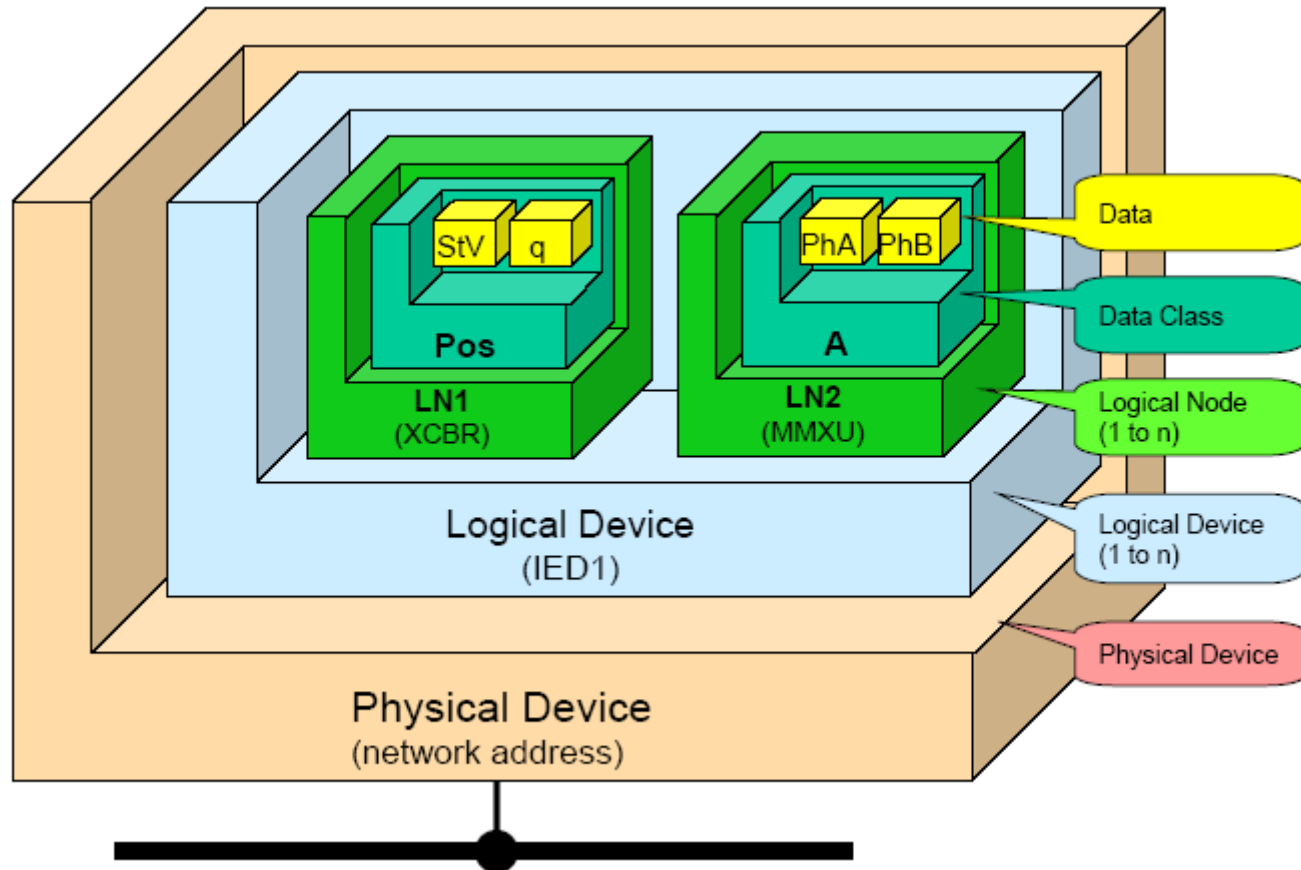 StV
q
PhA
PhB
Pos
A
LN1
(XCBR)
LN2
(MMXU)
Logical Device
(IED1)
Physical Device
(network address)
Data
Data Class
Logical Node
(1 to n)
Logical Device
(1 to n)
Physical Device